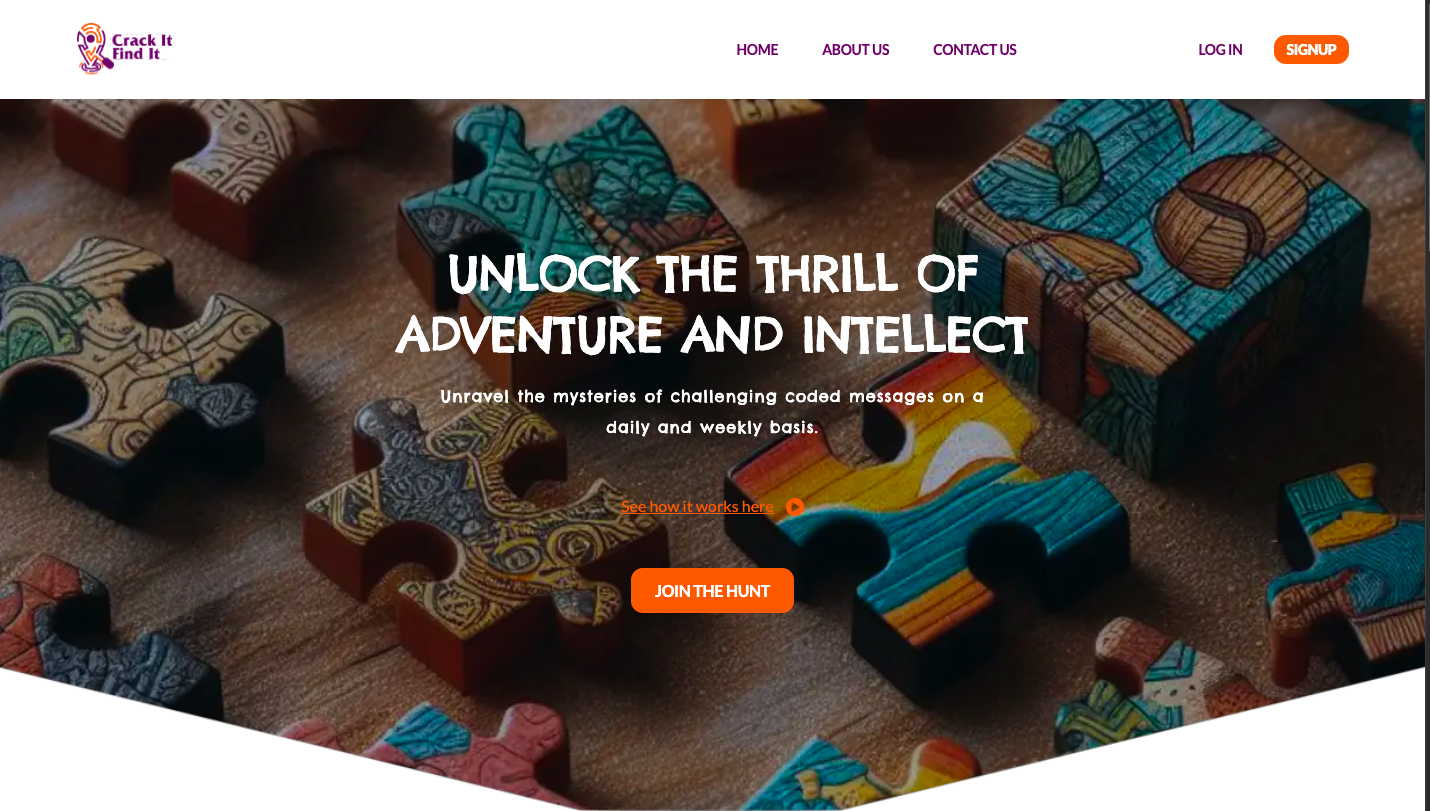 Crack It
Find It
HOME
ABOUT US
CONTACT US
LOG IN
SIGNUP
UNLOCK THE THRILL OF
ADVENTURE AND INTELLECT
Unravel the mysteries of challenging coded messages on a
daily and weekly basis.
See how it works here
JOIN THE HUNT